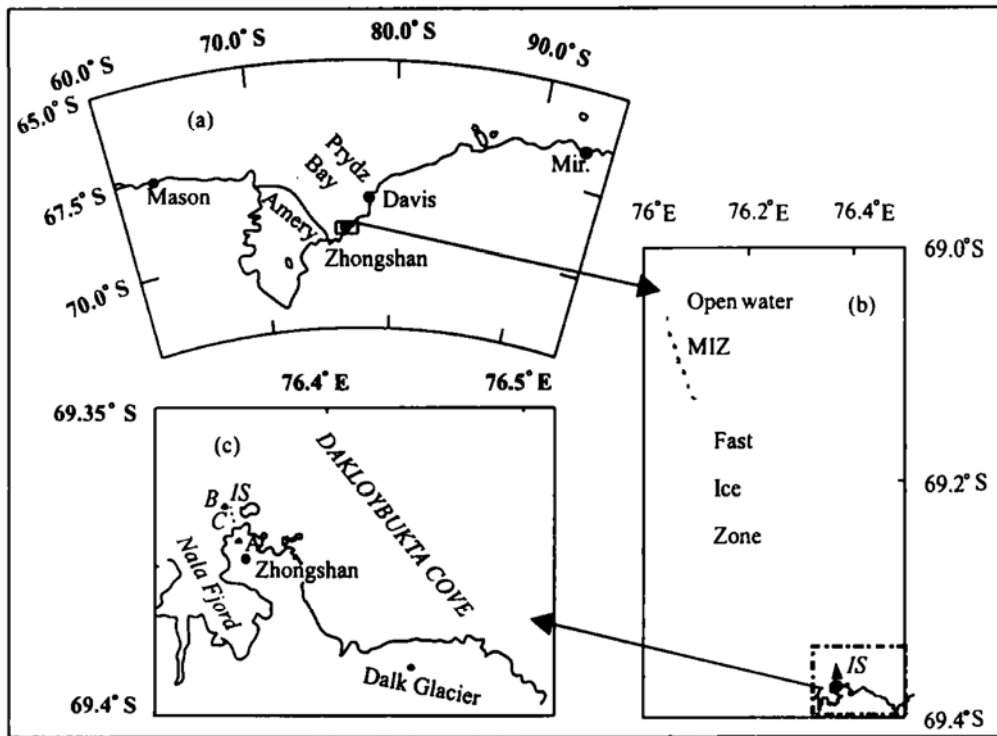 60.0° S
70.0° S
80.0° S
90.0° S
65.0° S
(a)
67.5° S
70.0° S
Mason
Prydz
Bay
Mir.
Davis
Amery
Zhongshan
76° E
76.2° E
76.4° E
69.0° S
Open water
(b)
MIZ
Fast
Ice
Zone
69.2° S
IS
69.4° S
76.4° E
76.5° E
69.35° S
(c)
DAKLOYBUKTA COVE
B
IS
C
A
Zhongshan
Nala Fjord
Dalk Glacier
69.4° S